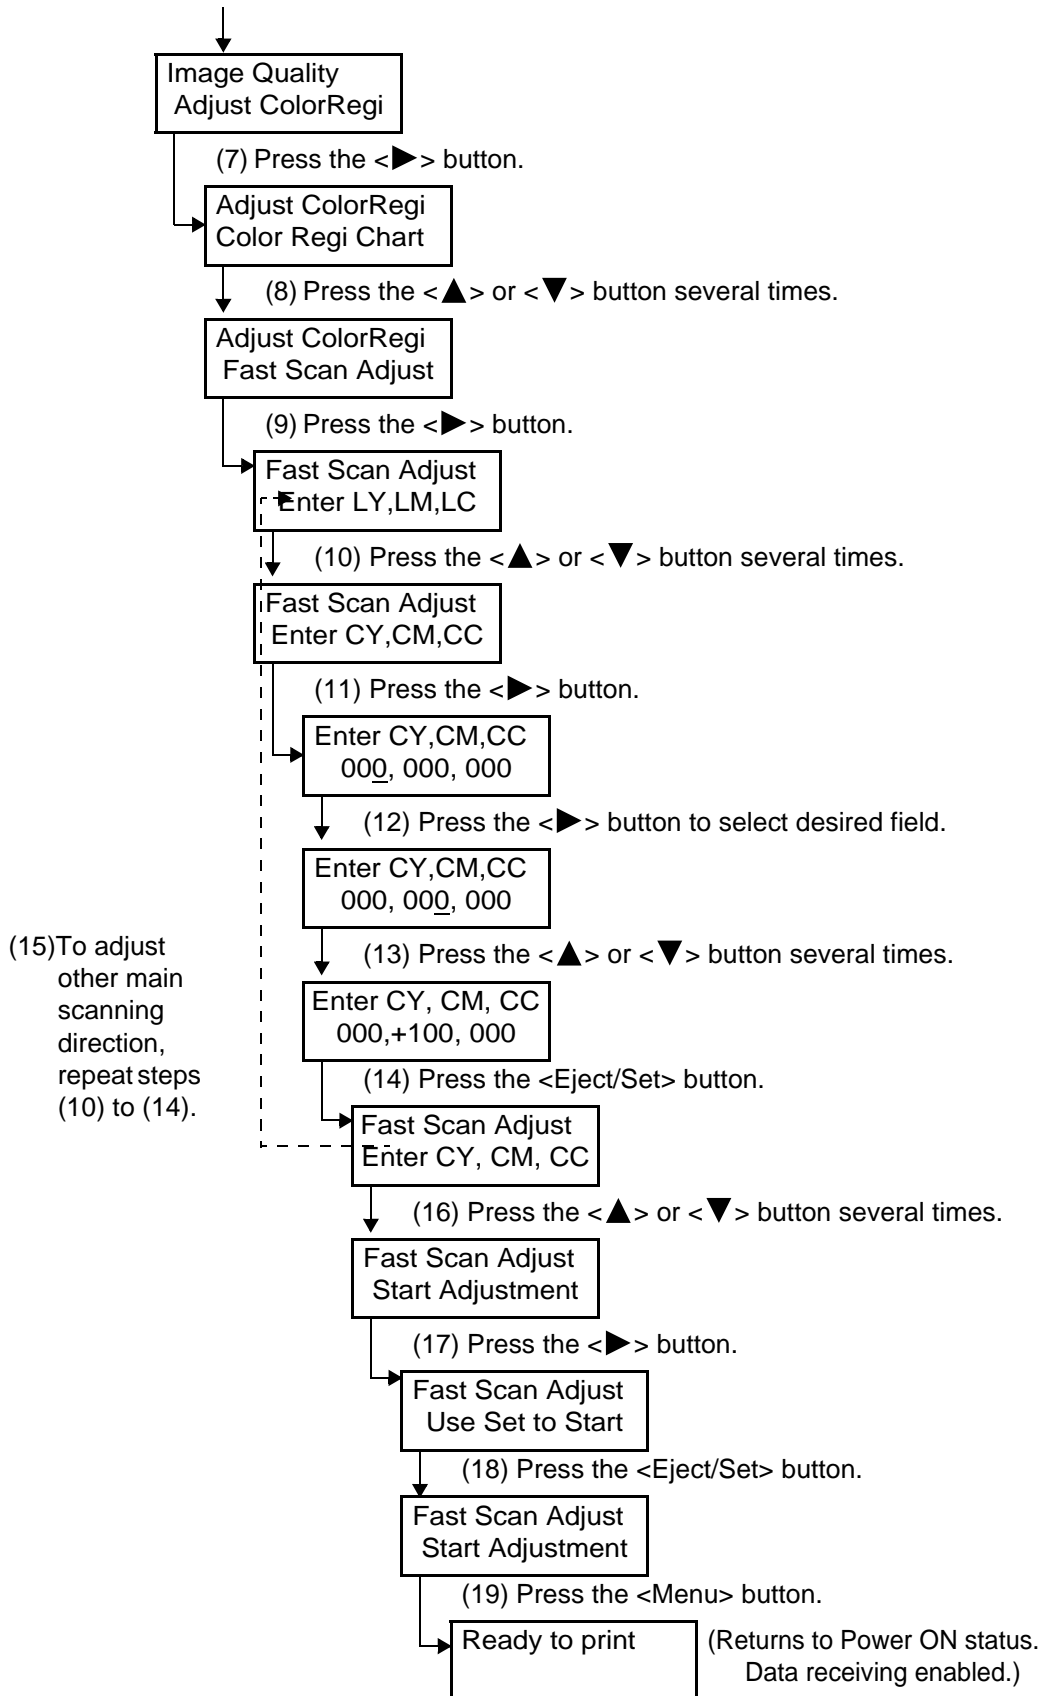 Image Quality
Adjust ColorRegi
(7) Press the <▶> button.
Adjust ColorRegi
Color Regi Chart
(8) Press the <▲> or <▼> button several times.
Adjust ColorRegi
Fast Scan Adjust
(9) Press the <▶> button.
Fast Scan Adjust
Enter LY,LM,LC
(10) Press the <▲> or <▼> button several times.
Fast Scan Adjust
Enter CY,CM,CC
(11) Press the <▶> button.
Enter CY,CM,CC
000, 000, 000
(12) Press the <▶> button to select desired field.
Enter CY,CM,CC
000, 000, 000
(13) Press the <▲> or <▼> button several times.
Enter CY, CM, CC
000,+100, 000
(14) Press the <Eject/Set> button.
(15)To adjust
other main
scanning
direction,
repeat steps
(10) to (14).
Fast Scan Adjust
Enter CY, CM, CC
(16) Press the <▲> or <▼> button several times.
Fast Scan Adjust
Start Adjustment
(17) Press the <▶> button.
Fast Scan Adjust
Use Set to Start
(18) Press the <Eject/Set> button.
Fast Scan Adjust
Start Adjustment
(19) Press the <Menu> button.
Ready to print
(Returns to Power ON status.
Data receiving enabled.)